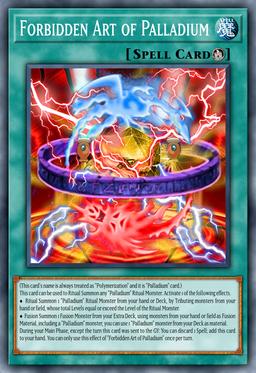 FORBIDDEN ART OF PALLADIUM
[SPELL CARD]
(This card's name is always treated as "Polymerization" and it is "Palladium" card.)
This card can be used to Ritual Summon any "Palladium" Ritual Monster. Activate 1 of the following effects.
● Ritual Summon 1 "Palladium" Ritual Monster from your hand or Deck, by Tributing monsters from your
hand or field, whose total Levels equal or exceed the Level of the Ritual Monster.
● Fusion Summon 1 Fusion Monster from your Extra Deck, using monsters from your hand or field as Fusion
Material, including a "Palladium" monster, you can use 1 "Palladium" monster from your Deck as material.
During your Main Phase, except the turn this card was sent to the GY: You can discard 1 Spell; add this card
to your hand. You can only use this effect of "Forbidden Art of Palladium" once per turn.